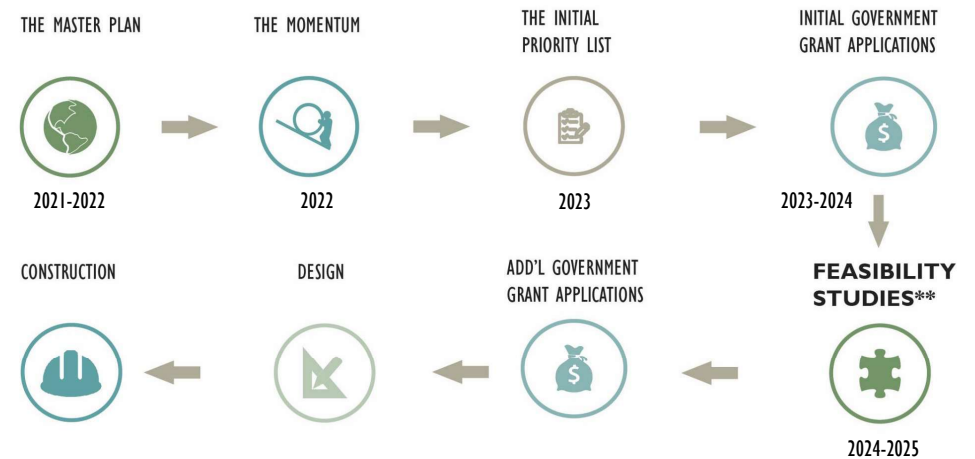 THE MASTER PLAN
THE MOMENTUM
THE INITIAL
PRIORITY LIST
INITIAL GOVERNMENT
GRANT APPLICATIONS
$
2021-2022
2022
2023
2023-2024
FEASIBILITY
STUDIES**
ADD'L GOVERNMENT
GRANT APPLICATIONS
DESIGN
CONSTRUCTION
$
2024-2025